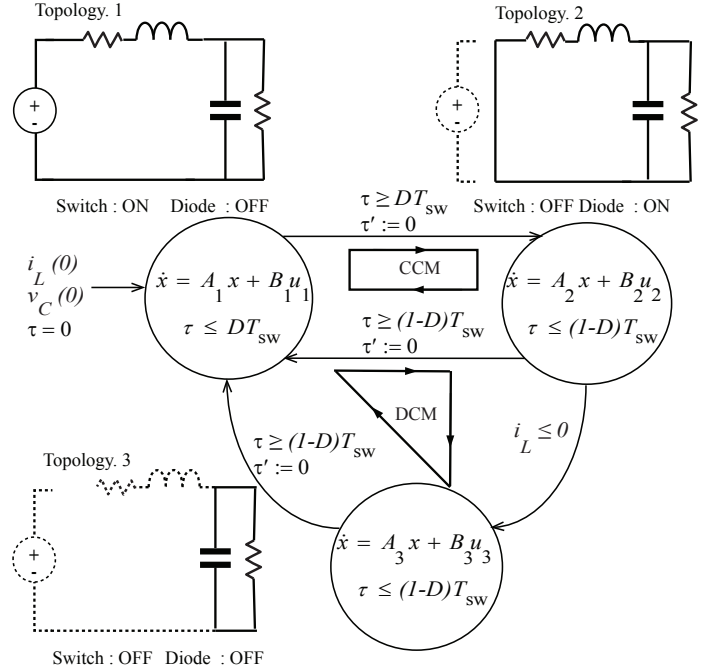 Topology. 1
Topology. 2
+
-
+
-
Switch : ON Diode : OFF
Switch : OFF Diode : ON
τ ≥ DT_sw
τ′ := 0
i_L (0)
v_C (0)
τ = 0
ẋ = A_1 x + B_1 u_1
τ ≤ DT_sw
CCM
ẋ = A_2 x + B_2 u_2
τ ≤ (1-D)T_sw
τ ≥ (1-D)T_sw
τ′ := 0
DCM
i_L ≤ 0
τ ≥ (1-D)T_sw
τ′ := 0
Topology. 3
+
-
ẋ = A_3 x + B_3 u_3
τ ≤ (1-D)T_sw
Switch : OFF Diode : OFF